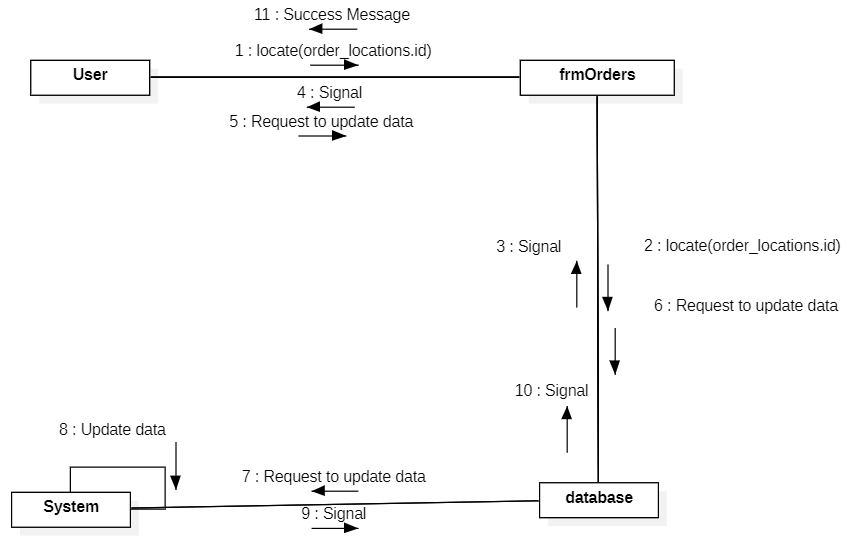 11 : Success Message
1 : locate(order_locations.id)
User
frmOrders
4 : Signal
5 : Request to update data
3 : Signal
2 : locate(order_locations.id)
6 : Request to update data
10 : Signal
8 : Update data
7 : Request to update data
System
database
9 : Signal